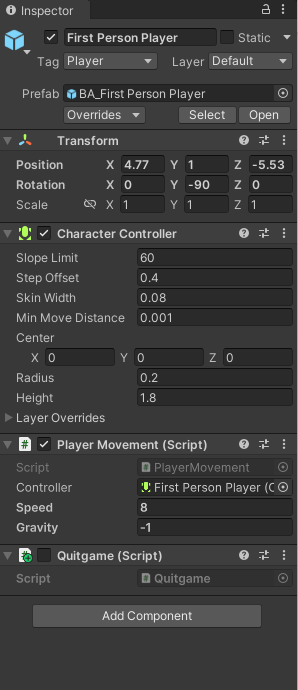 Inspector
First Person Player Static
Tag Player Layer Default
Prefab BA_First Person Player
Overrides Select Open
Transform
Position X 4.77 Y 1 Z -5.53
Rotation X 0 Y -90 Z 0
Scale X 1 Y 1 Z 1
Character Controller
Slope Limit 60
Step Offset 0.4
Skin Width 0.08
Min Move Distance 0.001
Center
X 0 Y 0 Z 0
Radius 0.2
Height 1.8
Layer Overrides
Player Movement (Script)
Script PlayerMovement
Controller First Person Player (C
Speed 8
Gravity -1
Quitgame (Script)
Script Quitgame
Add Component